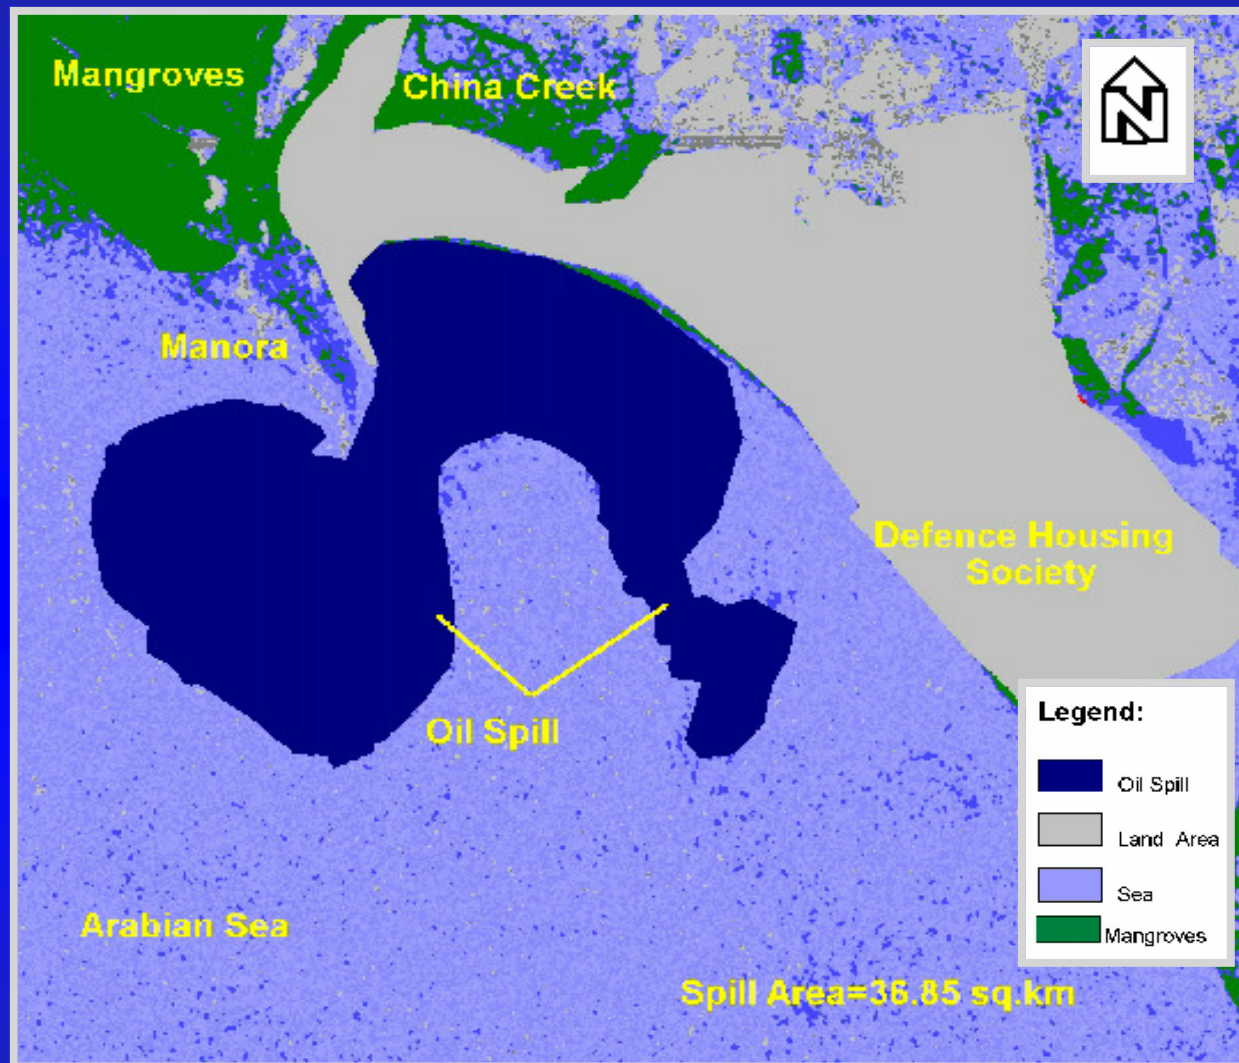 Mangroves
China Creek
N
Manora
Defence Housing
Society
Oil Spill
Arabian Sea
Spill Area=36.85 sq.km
Legend:
Oil Spill
Land Area
Sea
Mangroves